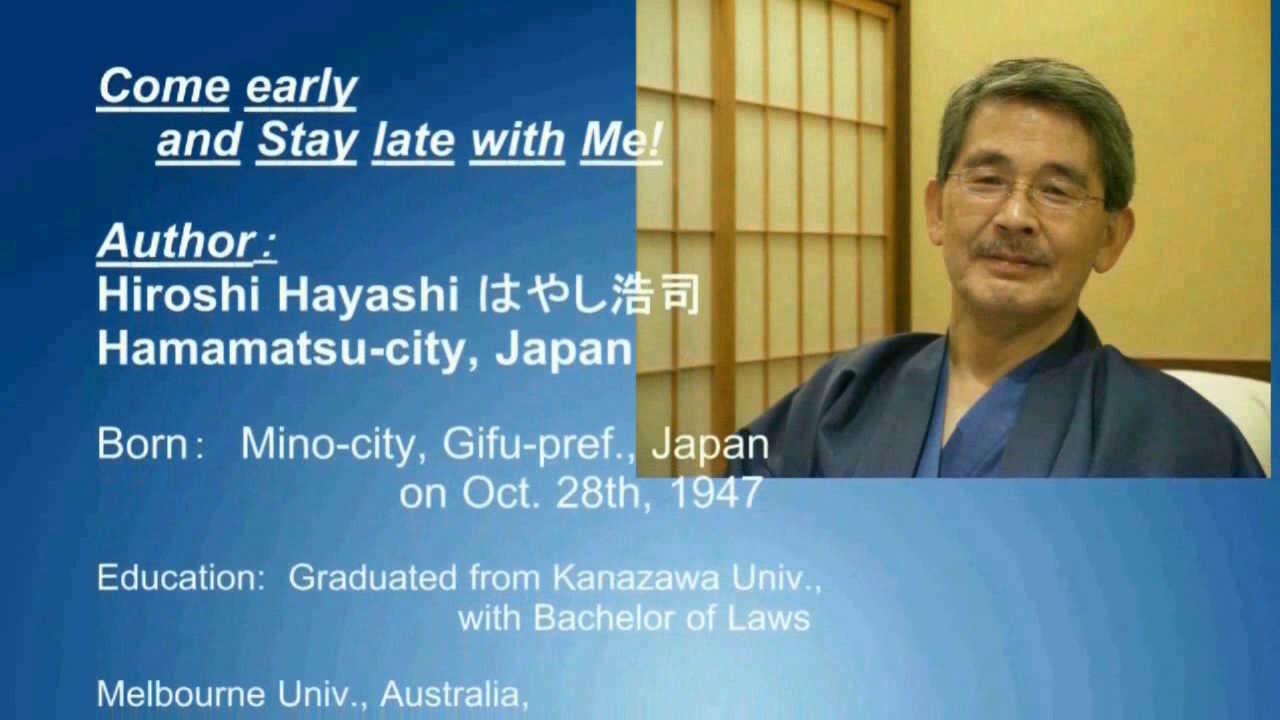 Come early
and Stay late with Me!
Author：
Hiroshi Hayashi はやし浩司
Hamamatsu-city, Japan
Born： Mino-city, Gifu-pref., Japan
on Oct. 28th, 1947
Education: Graduated from Kanazawa Univ.,
with Bachelor of Laws
Melbourne Univ., Australia,